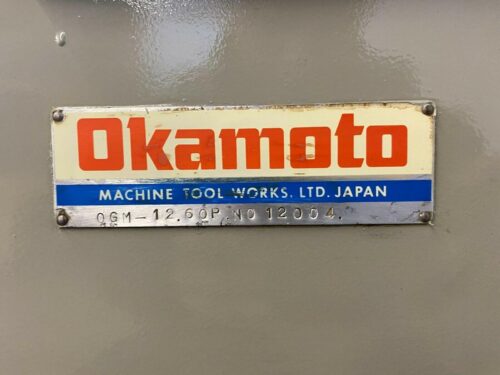 Okamoto
MACHINE TOOL WORKS. LTD. JAPAN
OGM-12.60P.NO 12004.